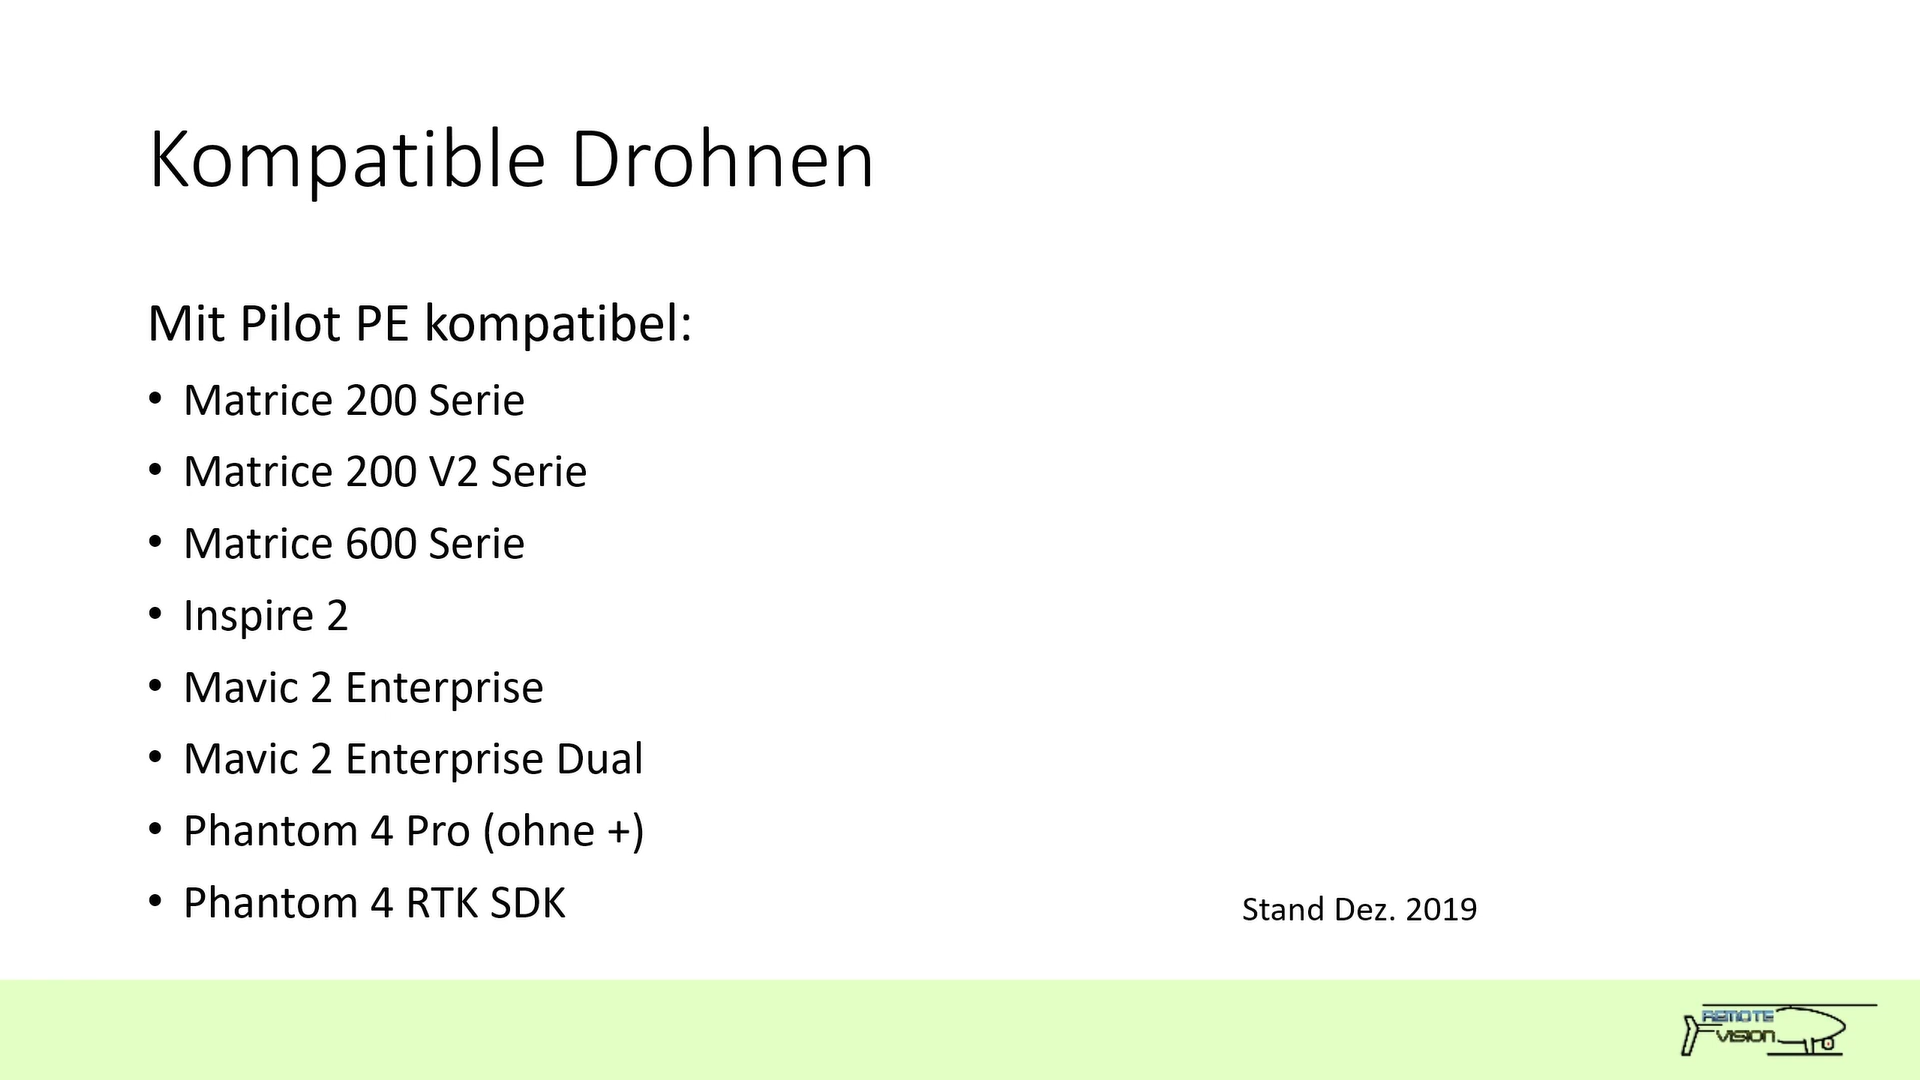 Kompatible Drohnen
Mit Pilot PE kompatibel:
• Matrice 200 Serie
• Matrice 200 V2 Serie
• Matrice 600 Serie
• Inspire 2
• Mavic 2 Enterprise
• Mavic 2 Enterprise Dual
• Phantom 4 Pro (ohne +)
• Phantom 4 RTK SDK
Stand Dez. 2019
REMOTE
VISION